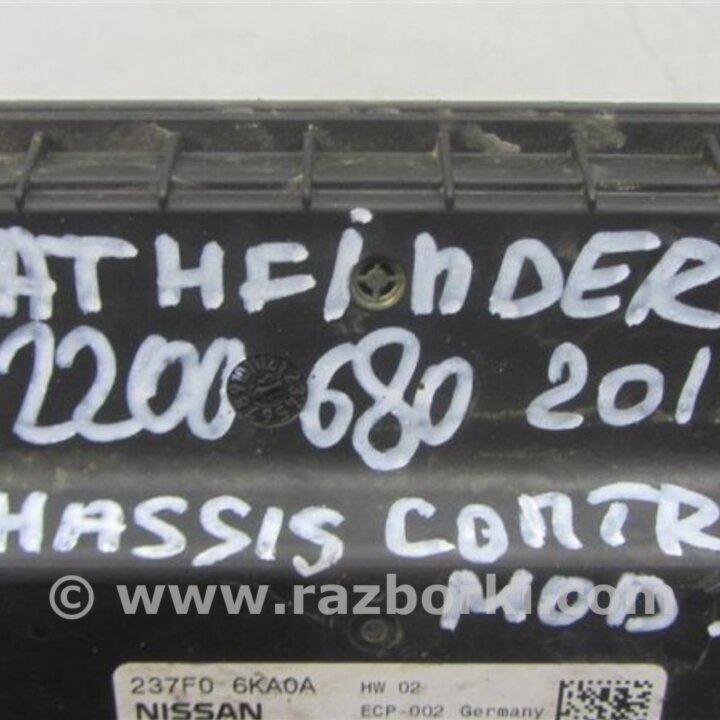 ATHFinDER
2200 680 201
HASSIS CONTR
MOD.
© www.razborki.com
237F0 6KA0A HW 02
NISSAN ECP-002 Germany